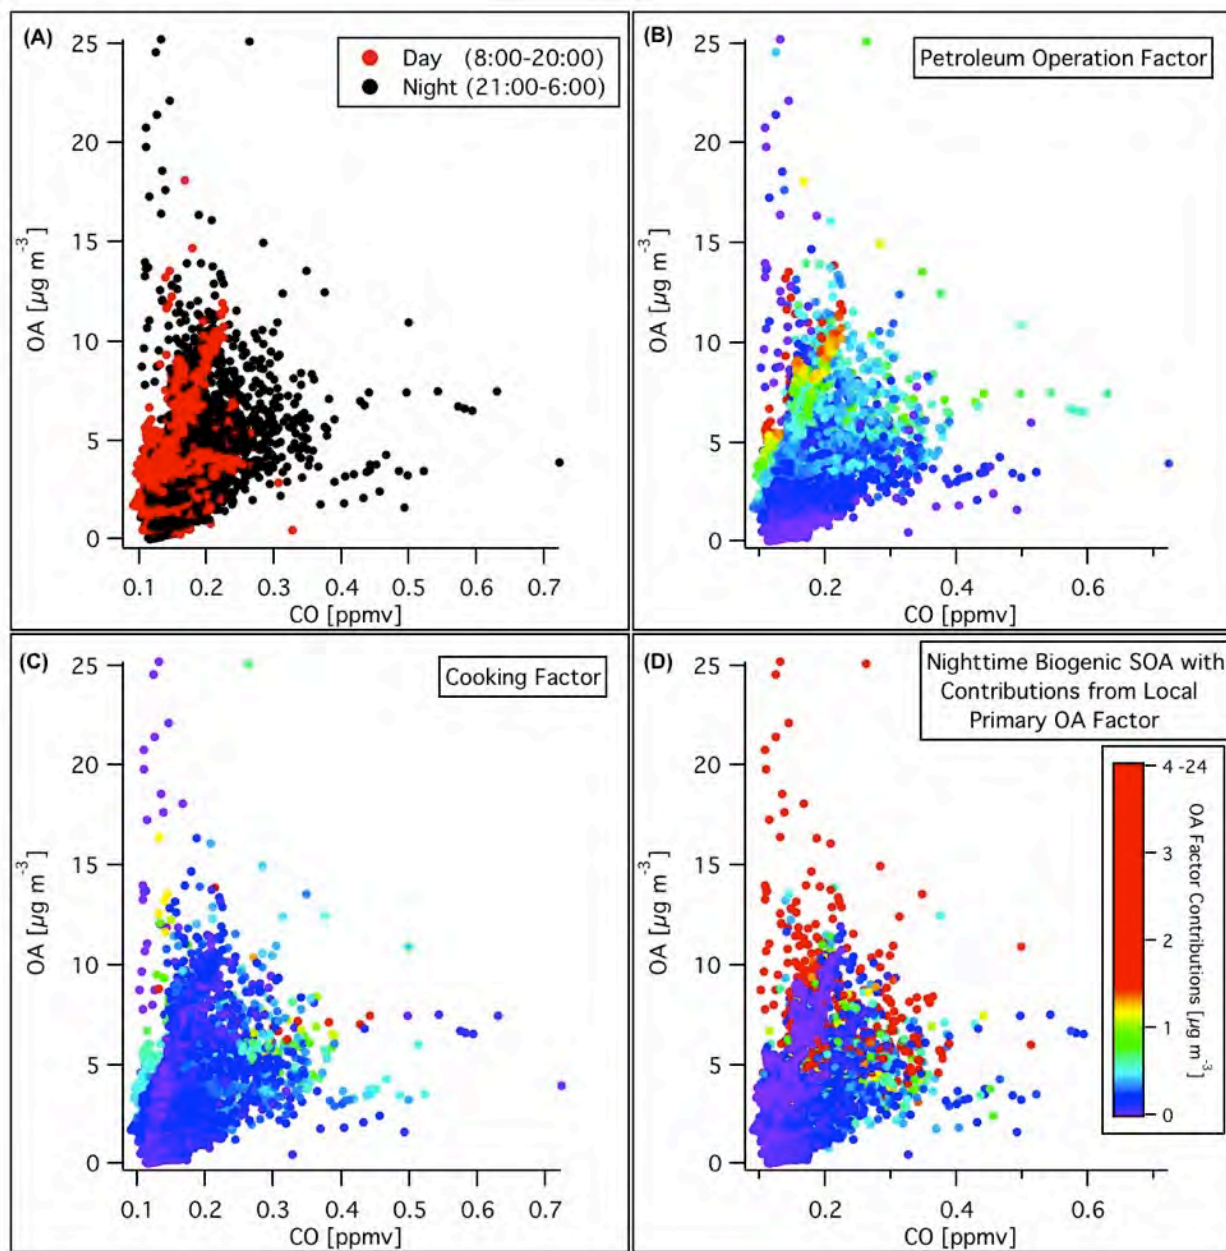 (A)
Day (8:00-20:00)
Night (21:00-6:00)
25
20
15
10
5
0
OA [µg m⁻³]
0.1 0.2 0.3 0.4 0.5 0.6 0.7
CO [ppmv]
(B)
Petroleum Operation Factor
25
20
15
10
5
0
OA [µg m⁻³]
0.2 0.4 0.6
CO [ppmv]
(C)
Cooking Factor
25
20
15
10
5
0
OA [µg m⁻³]
0.1 0.2 0.3 0.4 0.5 0.6 0.7
CO [ppmv]
(D)
Nighttime Biogenic SOA with
Contributions from Local
Primary OA Factor
25
20
15
10
5
0
OA [µg m⁻³]
0.2 0.4 0.6
CO [ppmv]
4 -24
3
2
1
0
OA Factor Contributions [µg m⁻³]